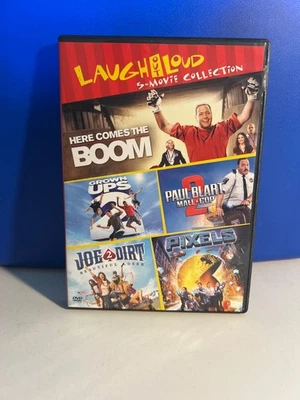 LAUGH OUT LOUD
5-MOVIE COLLECTION
HERE COMES THE
BOOM
GROWN
UPS
2
PAUL BLART
MALL COP
2
JOE DIRT
2
BEAUTIFUL LOSER
PIXELS
DVD